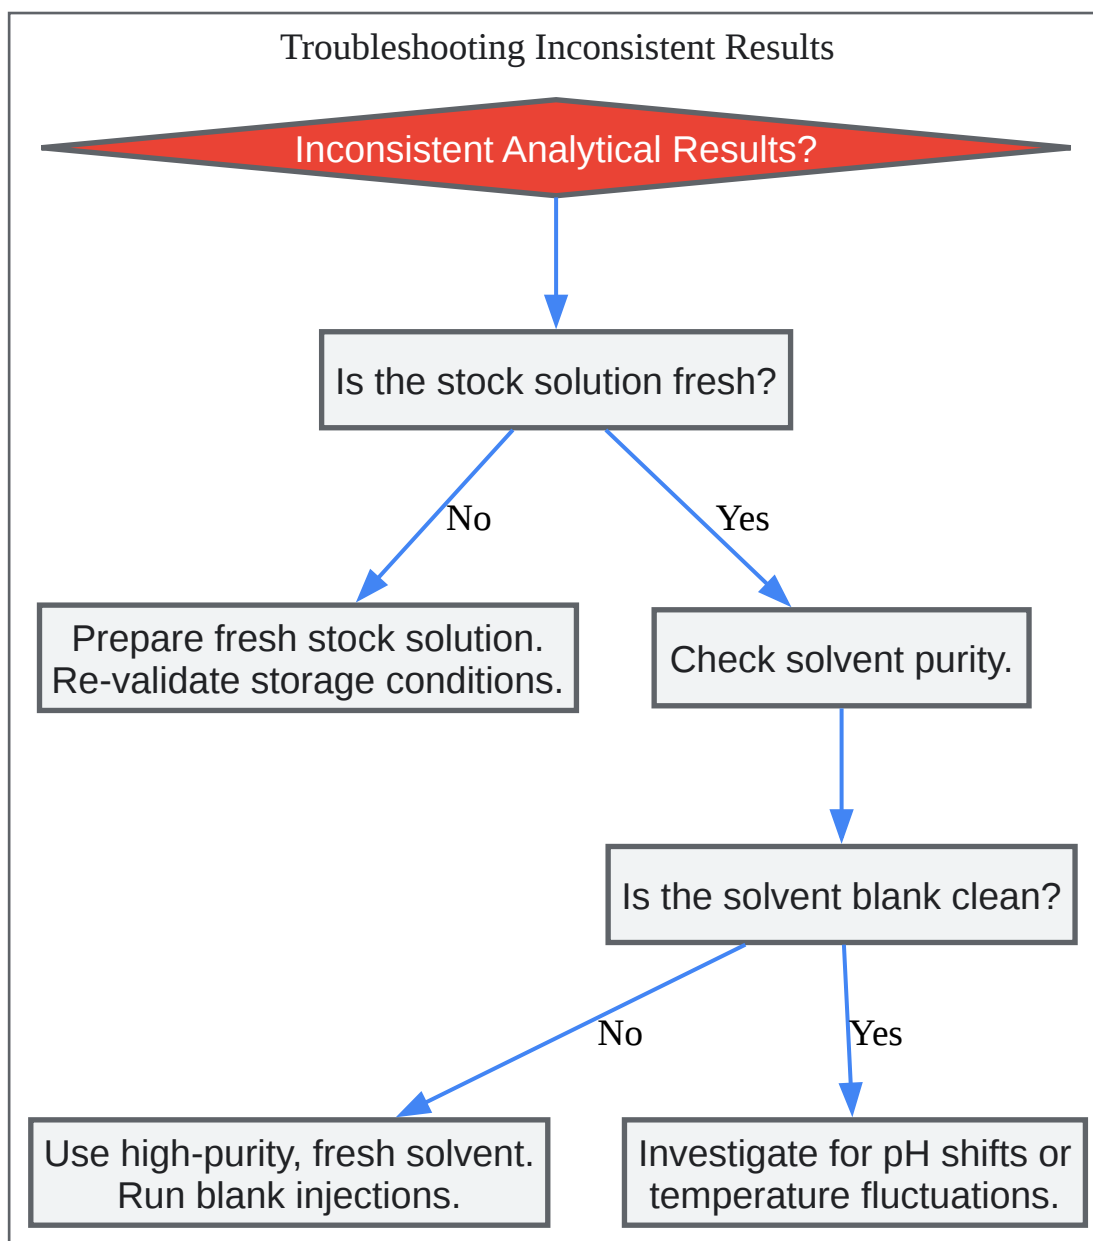 Troubleshooting Inconsistent Results
Inconsistent Analytical Results?
Is the stock solution fresh?
No
Yes
Prepare fresh stock solution.
Re-validate storage conditions.
Check solvent purity.
Is the solvent blank clean?
No
Yes
Use high-purity, fresh solvent.
Run blank injections.
Investigate for pH shifts or
temperature fluctuations.